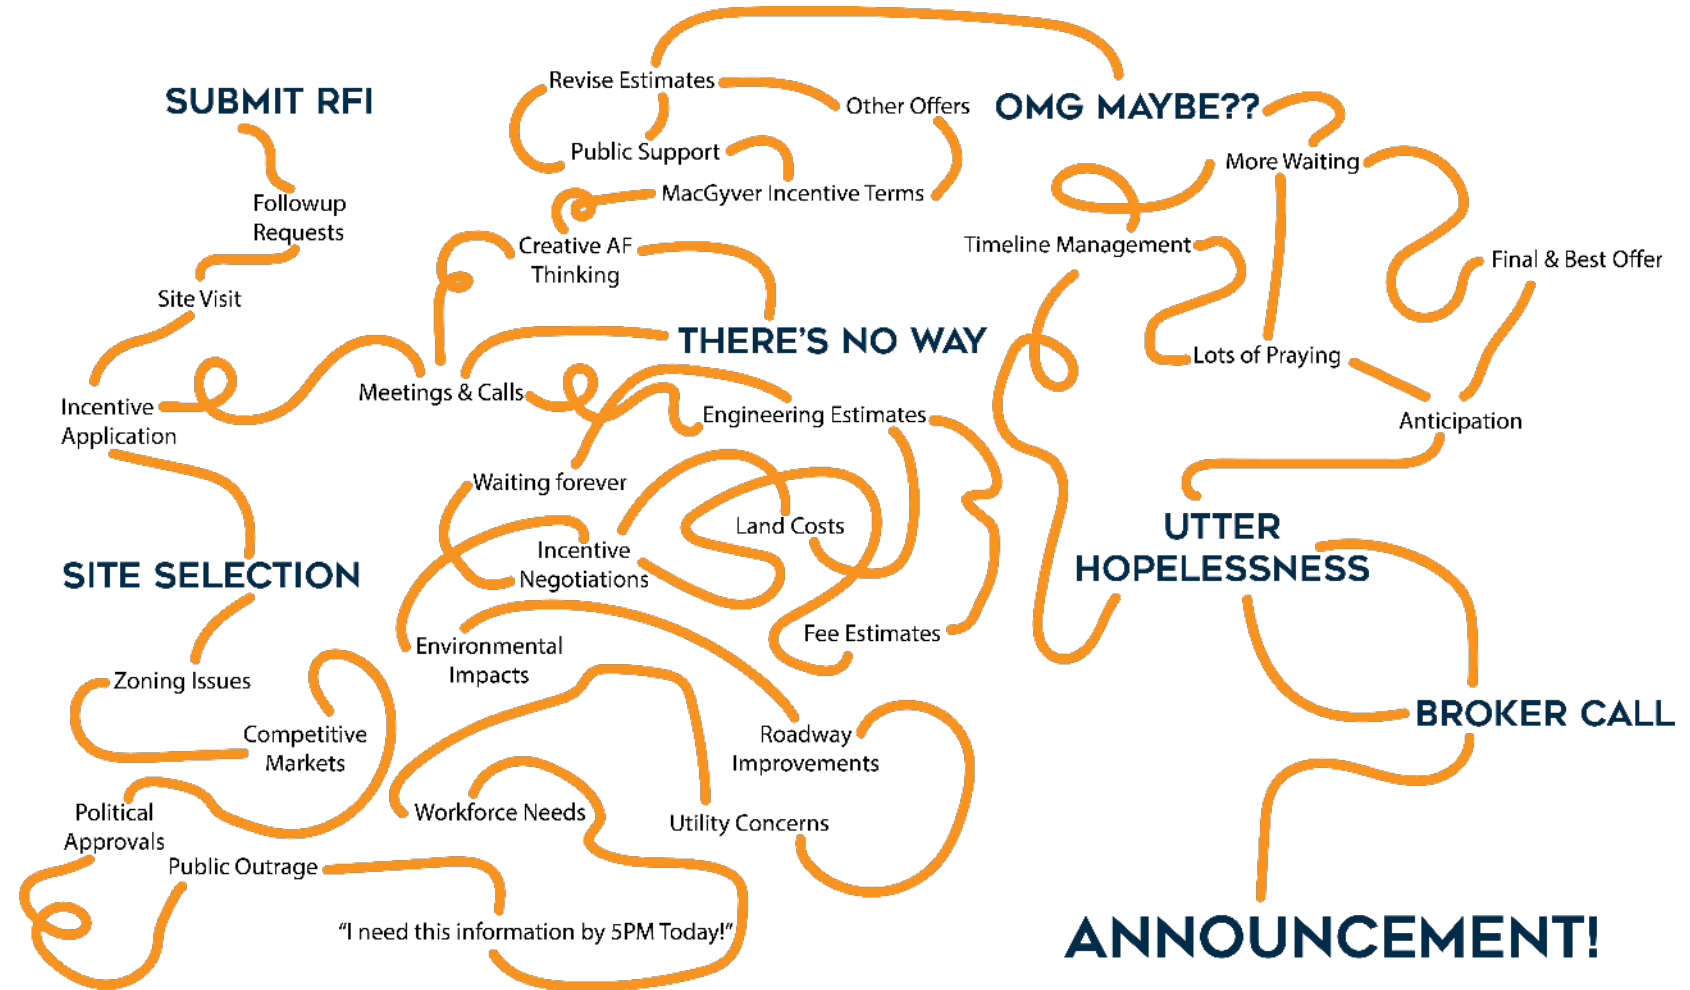 SUBMIT RFI
Followup
Requests
Site Visit
Incentive
Application
SITE SELECTION
Zoning Issues
Competitive
Markets
Political
Approvals
Public Outrage
“I need this information by 5PM Today!”
Workforce Needs
Utility Concerns
Roadway
Improvements
Environmental
Impacts
Incentive
Negotiations
Waiting forever
Land Costs
Fee Estimates
Engineering Estimates
Meetings & Calls
THERE’S NO WAY
Creative AF
Thinking
MacGyver Incentive Terms
Public Support
Revise Estimates
Other Offers
OMG MAYBE??
More Waiting
Timeline Management
Final & Best Offer
Lots of Praying
Anticipation
UTTER
HOPELESSNESS
BROKER CALL
ANNOUNCEMENT!